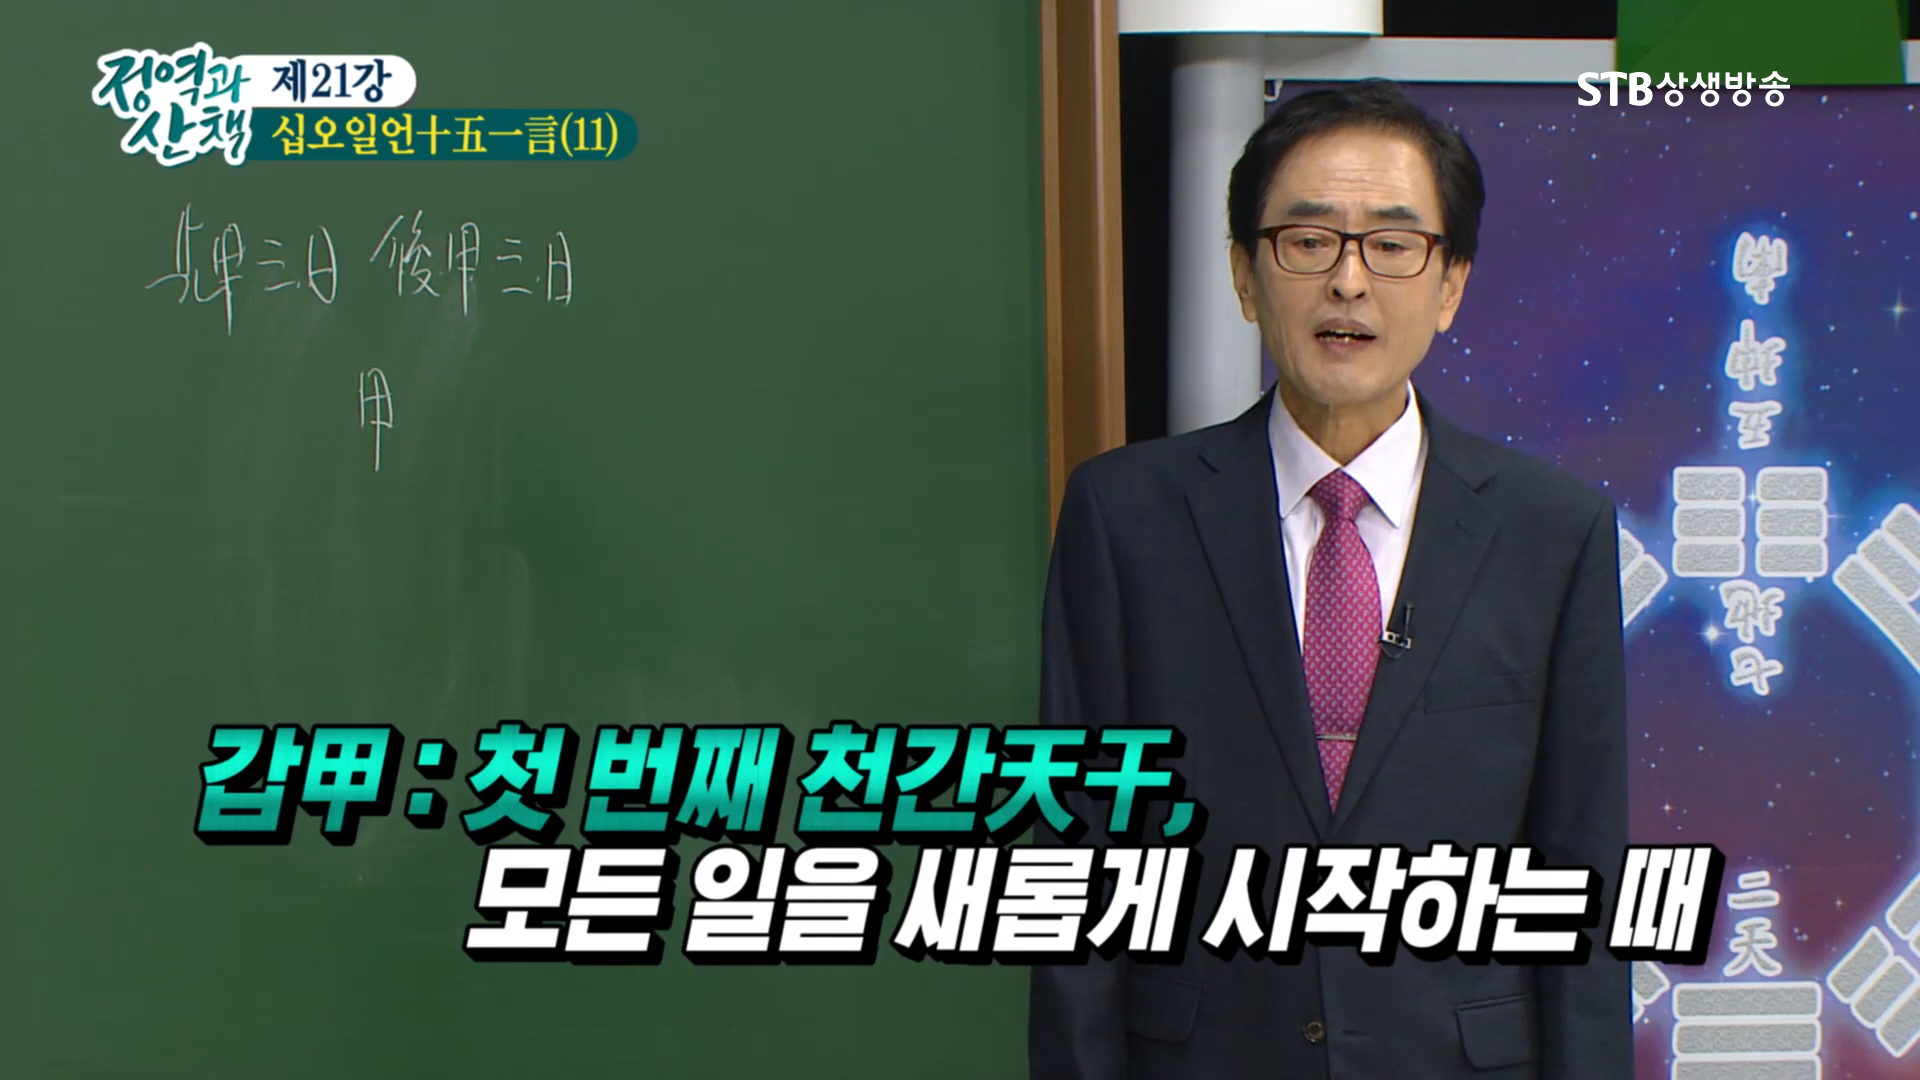 정역과
산책
제21강
십오일언十五一言(11)
STB상생방송
先甲三日 後甲三日
甲
갑甲 : 첫 번째 천간天干,
모든 일을 새롭게 시작하는 때
二天